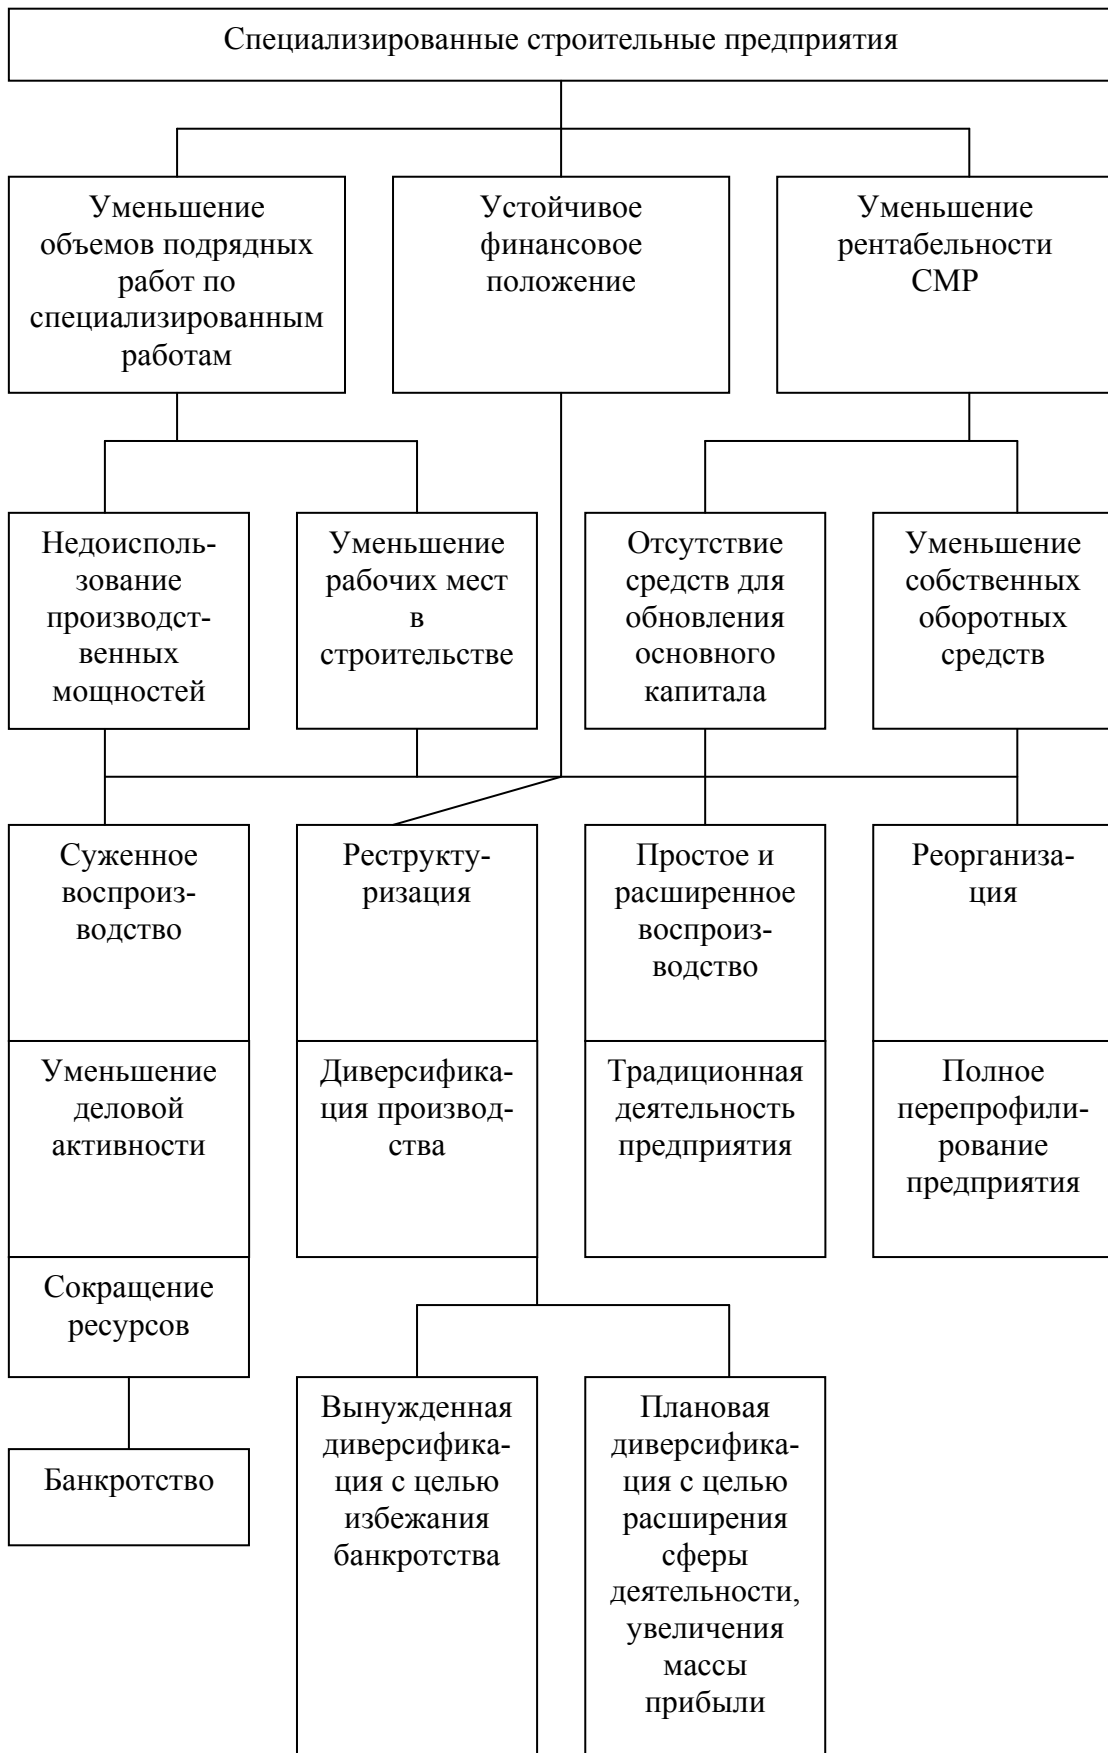 Специализированные строительные предприятия
Уменьшение
объемов подрядных
работ по
специализированным
работам
Устойчивое
финансовое
положение
Уменьшение
рентабельности
СМР
Недоисполь-
зование
производст-
венных
мощностей
Уменьшение
рабочих мест
в
строительстве
Отсутствие
средств для
обновления
основного
капитала
Уменьшение
собственных
оборотных
средств
Суженное
воспроиз-
водство
Реструкту-
ризация
Простое и
расширенное
воспроиз-
водство
Реорганиза-
ция
Уменьшение
деловой
активности
Диверсифика-
ция производ-
ства
Традиционная
деятельность
предприятия
Полное
перепрофили-
рование
предприятия
Сокращение
ресурсов
Банкротство
Вынужденная
диверсифика-
ция с целью
избежания
банкротства
Плановая
диверсифика-
ция с целью
расширения
сферы
деятельности,
увеличения
массы
прибыли